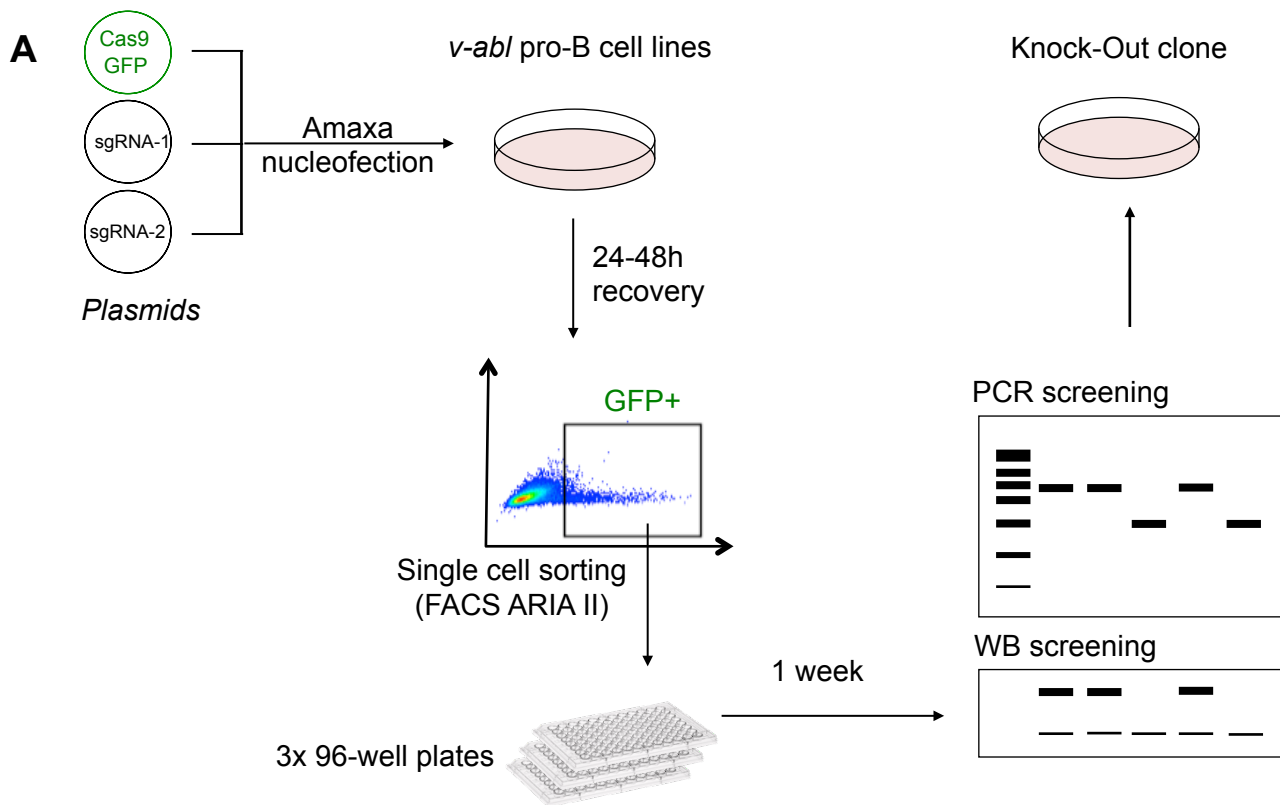 A
Cas9
GFP
sgRNA-1
sgRNA-2
Plasmids
Amaxa
nucleofection
v-abl pro-B cell lines
24-48h
recovery
GFP+
Single cell sorting
(FACS ARIA II)
3x 96-well plates
1 week
Knock-Out clone
PCR screening
WB screening